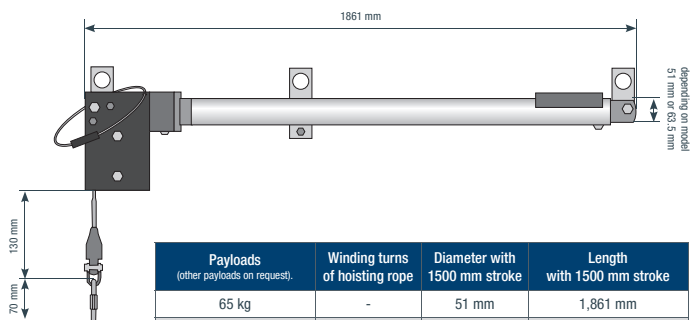 1861 mm
depending on model
51 mm or 63.5 mm
130 mm
70 mm
Payloads
(other payloads on request).
Winding turns
of hoisting rope
Diameter with
1500 mm stroke
Length
with 1500 mm stroke
65 kg
-
51 mm
1,861 mm